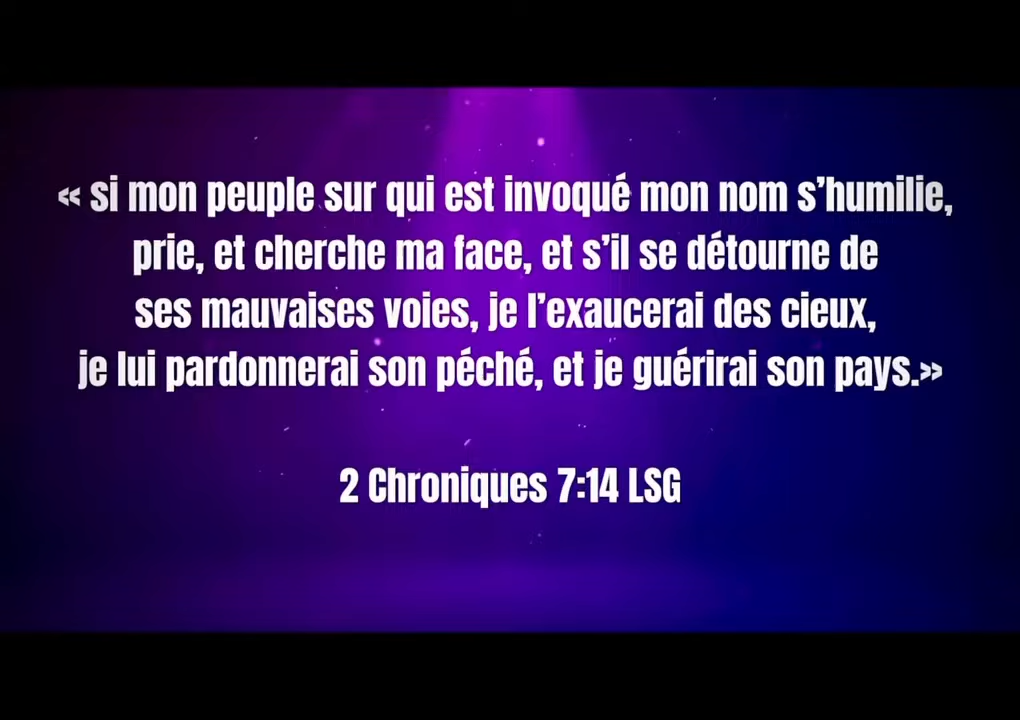 « si mon peuple sur qui est invoqué mon nom s’humilie,
prie, et cherche ma face, et s’il se détourne de
ses mauvaises voies, je l’exaucerai des cieux,
je lui pardonnerai son péché, et je guérirai son pays.»
2 Chroniques 7:14 LSG